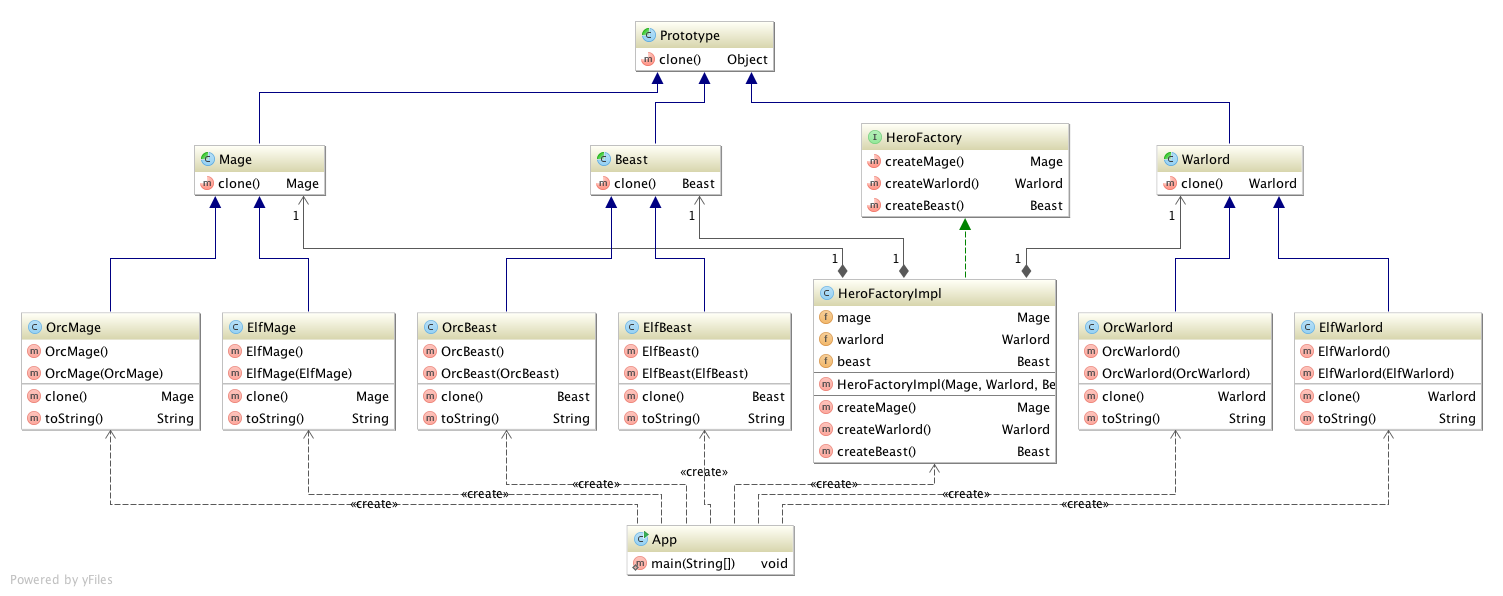 Prototype
clone() Object
Mage
clone() Mage
Beast
clone() Beast
HeroFactory
createMage() Mage
createWarlord() Warlord
createBeast() Beast
Warlord
clone() Warlord
1
1
1
1
1
1
OrcMage
OrcMage()
OrcMage(OrcMage)
clone() Mage
toString() String
ElfMage
ElfMage()
ElfMage(ElfMage)
clone() Mage
toString() String
OrcBeast
OrcBeast()
OrcBeast(OrcBeast)
clone() Beast
toString() String
ElfBeast
ElfBeast()
ElfBeast(ElfBeast)
clone() Beast
toString() String
HeroFactoryImpl
mage Mage
warlord Warlord
beast Beast
HeroFactoryImpl(Mage, Warlord, Be
createMage() Mage
createWarlord() Warlord
createBeast() Beast
OrcWarlord
OrcWarlord()
OrcWarlord(OrcWarlord)
clone() Warlord
toString() String
ElfWarlord
ElfWarlord()
ElfWarlord(ElfWarlord)
clone() Warlord
toString() String
«create»
«create»
«create»
«create»
«create»
«create»
«create»
App
main(String[]) void
Powered by yFiles